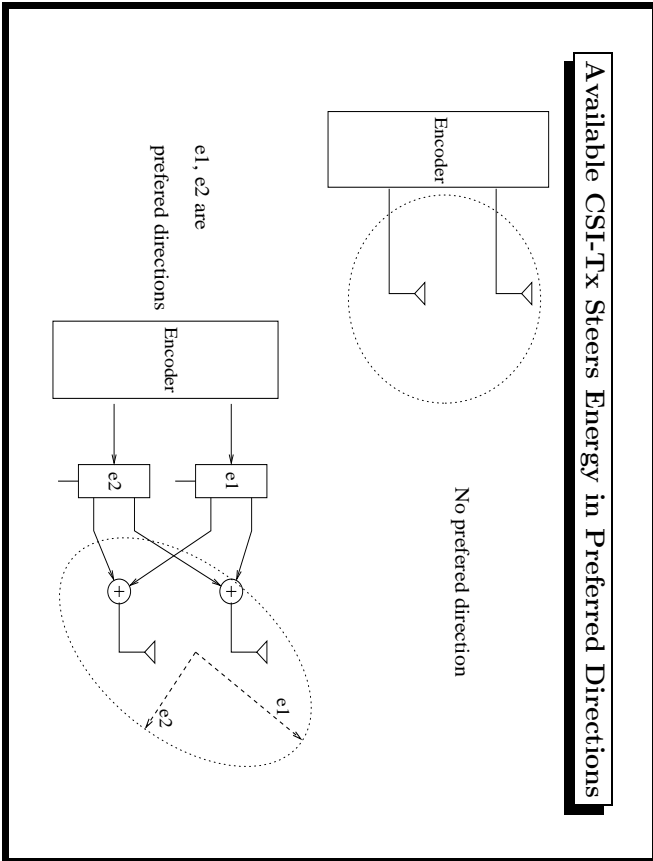 Available CSI-Tx Steers Energy in Preferred Directions
Encoder
No prefered direction
e1, e2 are
prefered directions
Encoder
e1
e2
+
+
e1
e2